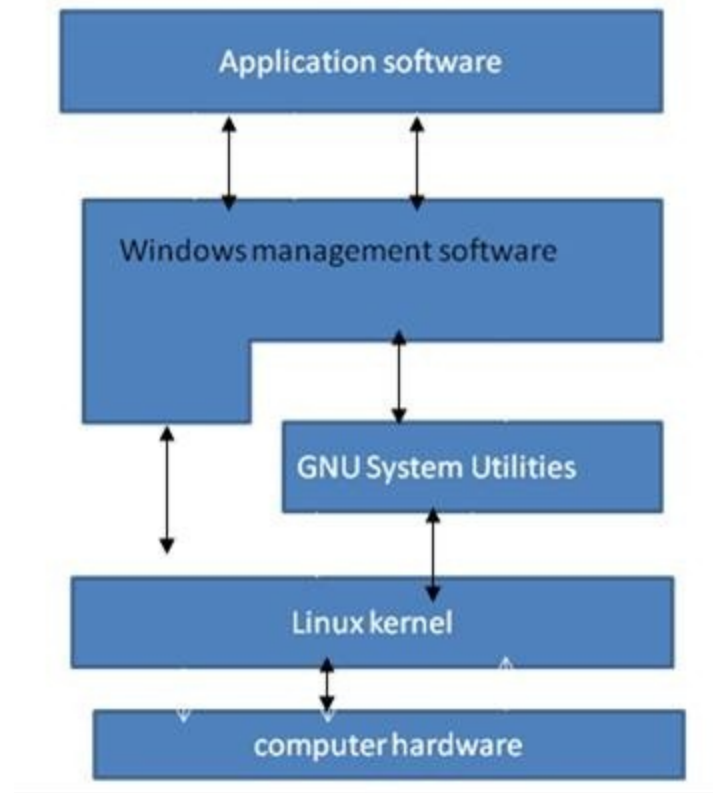 Application software
Windows management software
GNU System Utilities
Linux kernel
computer hardware